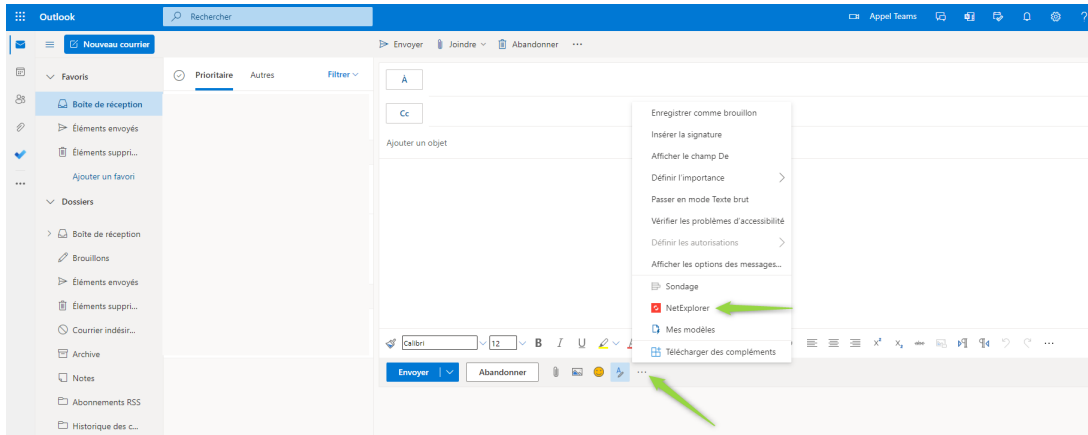 Outlook
Rechercher
Appel Teams
Nouveau courrier
Envoyer
Joindre
Abandonner
Favoris
Boîte de réception
Éléments envoyés
Éléments suppri...
Ajouter un favori
Dossiers
Boîte de réception
Brouillons
Éléments envoyés
Éléments suppri...
Courrier indésir...
Archive
Notes
Abonnements RSS
Historique des c...
Prioritaire
Autres
Filtrer
À
Cc
Ajouter un objet
Enregistrer comme brouillon
Insérer la signature
Afficher le champ De
Définir l'importance
Passer en mode Texte brut
Vérifier les problèmes d'accessibilité
Définir les autorisations
Afficher les options des messages...
Sondage
NetExplorer
Mes modèles
Télécharger des compléments
Calibri
12
B
I
U
Envoyer
Abandonner